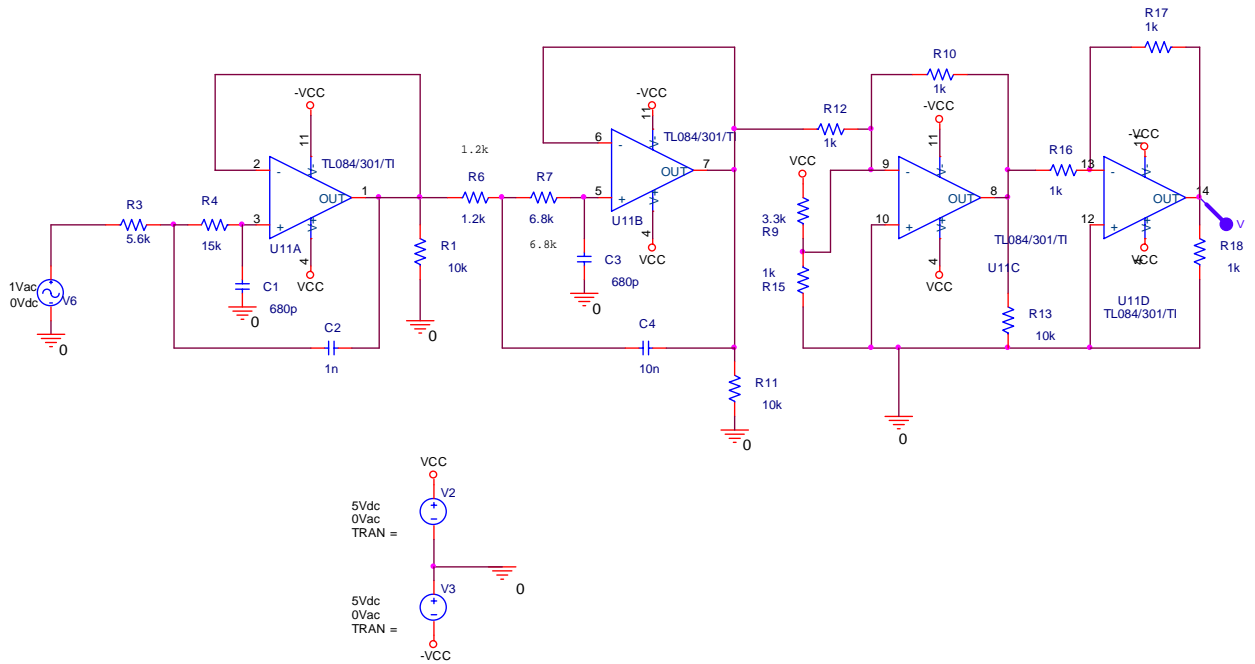 R17
1k
R10
1k
-VCC
11
V-
TL084/301/TI
2
-
OUT
1
3
+
V+
U11A
4
VCC
R3
5.6k
R4
15k
C1
680p
0
1Vac
0Vdc
V6
0
C2
1n
R1
10k
0
1.2k
R6
1.2k
R7
6.8k
6.8k
-VCC
11
V-
TL084/301/TI
6
-
7
OUT
5
+
V+
U11B
4
VCC
C3
680p
0
C4
10n
R11
10k
0
R12
1k
VCC
3.3k
R9
1k
R15
-VCC
11
V-
9
-
OUT
8
10
+
V+
4
VCC
TL084/301/TI
U11C
R13
10k
0
R16
1k
-VCC
11
V-
13
-
OUT
14
12
+
V+
4
VCC
U11D
TL084/301/TI
V
R18
1k
VCC
V2
5Vdc
0Vac
TRAN =
+
-
0
V3
5Vdc
0Vac
TRAN =
+
-
-VCC